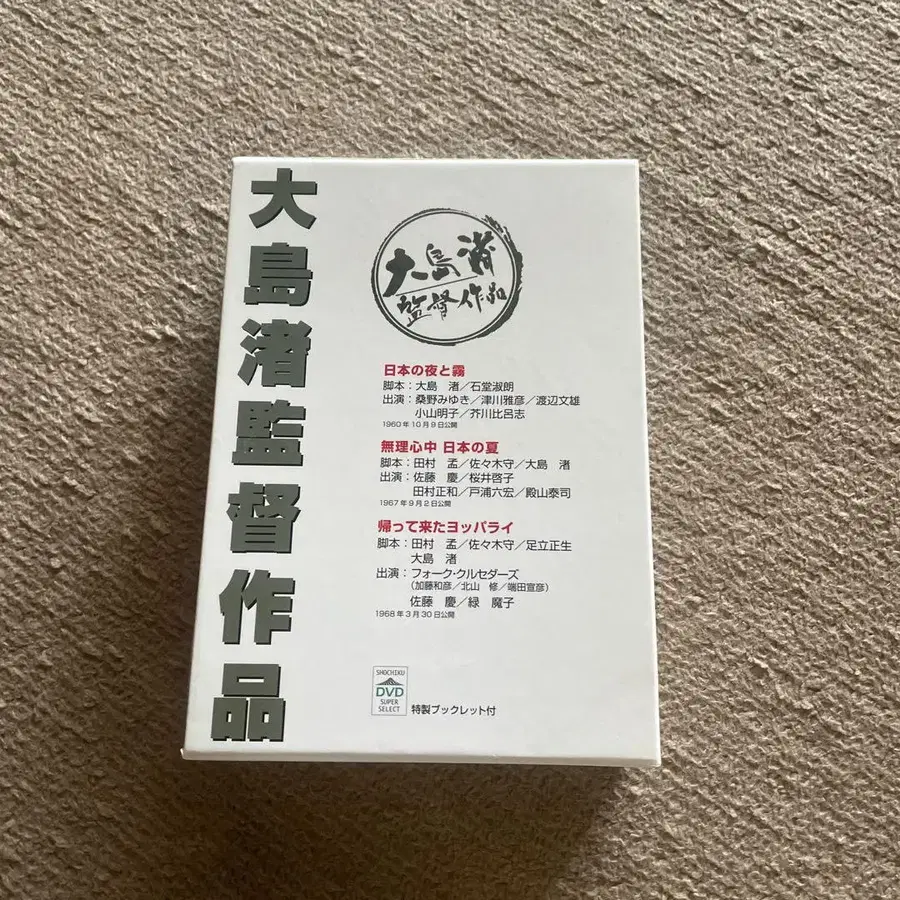 大島渚監督作品
大島渚
監督作品
日本の夜と霧
脚本：大島 渚／石堂淑朗
出演：桑野みゆき／津川雅彦／渡辺文雄
小山明子／芥川比呂志
1960年10月9日公開
無理心中 日本の夏
脚本：田村 孟／佐々木守／大島 渚
出演：佐藤 慶／桜井啓子
田村正和／戸浦六宏／殿山泰司
1967年9月2日公開
帰って来たヨッパライ
脚本：田村 孟／佐々木守／足立正生
大島 渚
出演：フォーク・クルセダーズ
（加藤和彦／北山 修／端田宣彦）
佐藤 慶／緑 魔子
1968年3月30日公開
SHOCHIKU
DVD
SUPER
SELECT
特製ブックレット付